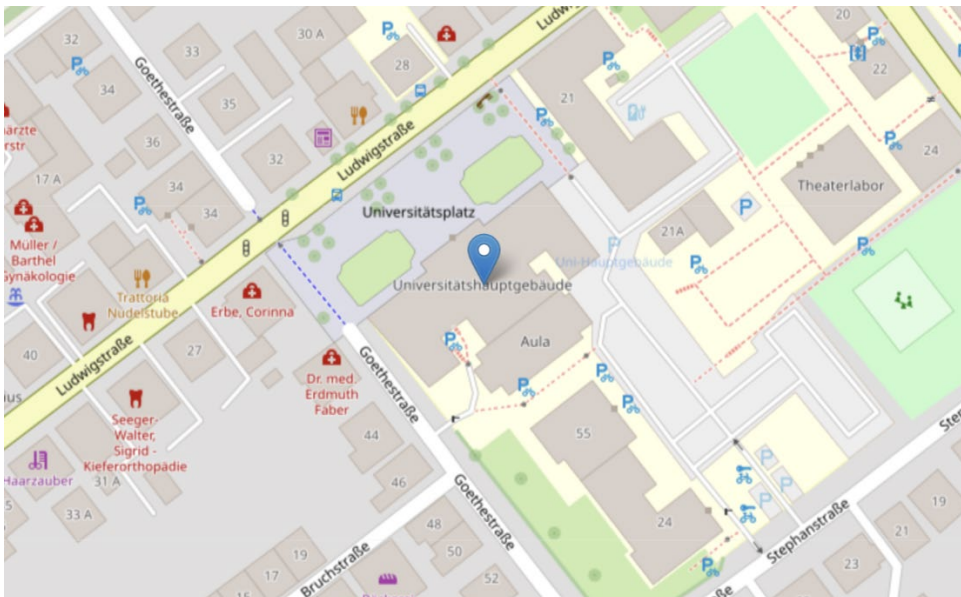 32
33
30 A
28
20
22
34
Goethestraße
35
21
Ludwigstraße
36
32
24
17 A
34
34
Theaterlabor
Universitätsplatz
21A
Müller /
Barthel
Gynäkologie
Uni-Hauptgebäude
Universitätshauptgebäude
Trattoria
Nudelstube
Erbe, Corinna
40
27
Ludwigstraße
Aula
Goethestraße
Dr. med.
Erdmuth
Faber
Seeger-
Walter,
Sigrid -
Kieferorthopädie
44
55
Haarzauber
31 A
46
33 A
Goethestraße
24
19
48
Stephanstraße
21
50
19
Bruchstraße
17
52
23